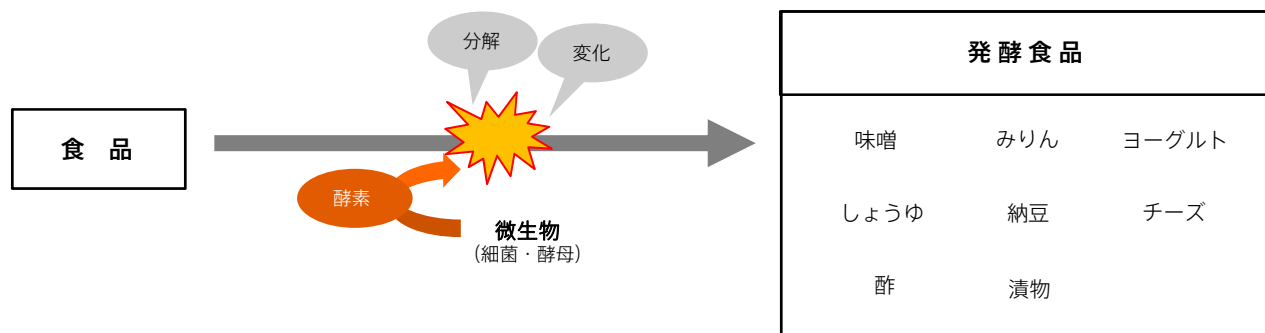 食 品
分解
変化
酵素
微生物
(細菌・酵母)
発 酵 食 品
味噌 みりん ヨーグルト
しょうゆ 納豆 チーズ
酢 漬物